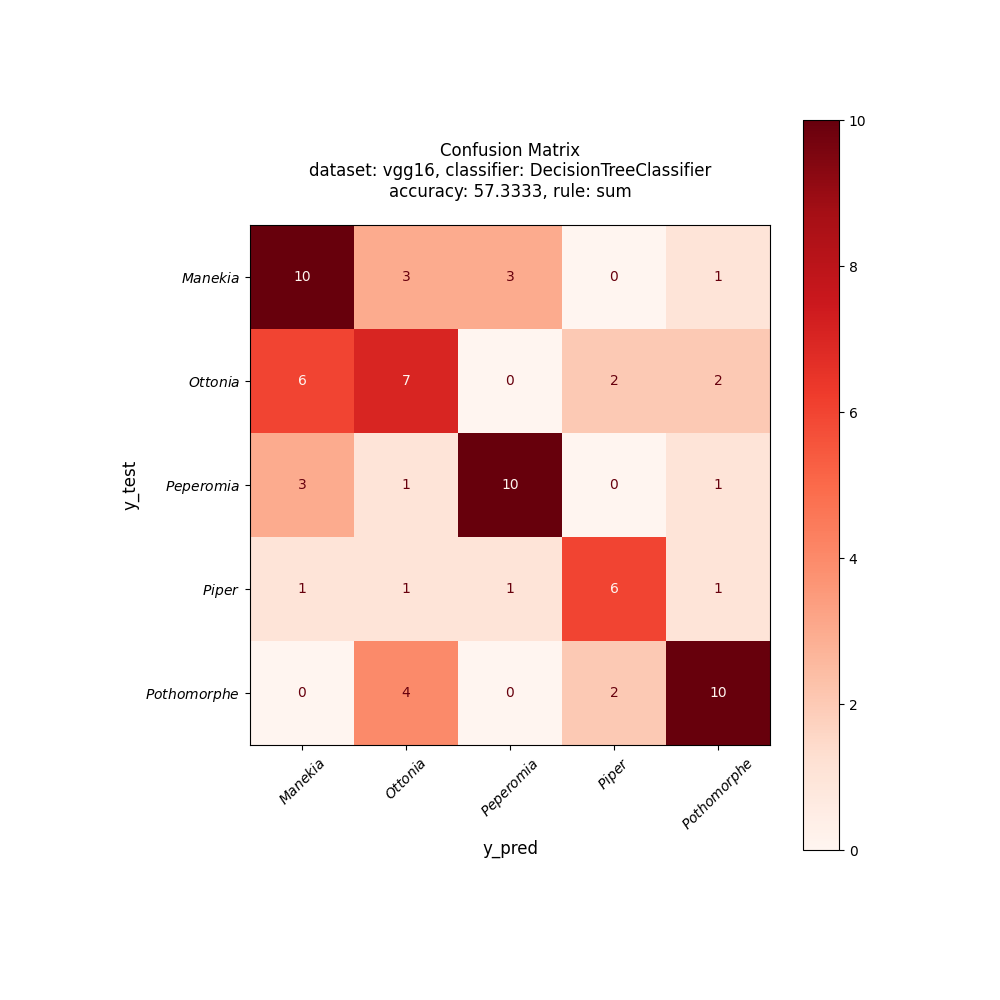 Confusion Matrix
dataset: vgg16, classifier: DecisionTreeClassifier
accuracy: 57.3333, rule: sum
y_test
Manekia 10 3 3 0 1
Ottonia 6 7 0 2 2
Peperomia 3 1 10 0 1
Piper 1 1 1 6 1
Pothomorphe 0 4 0 2 10
Manekia Ottonia Peperomia Piper Pothomorphe
y_pred
10
8
6
4
2
0